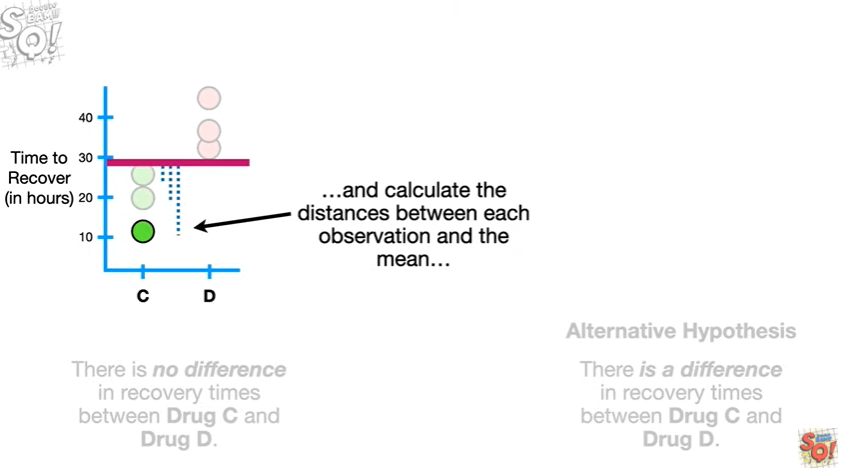 40
30
20
10
Time to
Recover
(in hours)
C
D
…and calculate the
distances between each
observation and the
mean…
There is no difference
in recovery times
between Drug C and
Drug D.
Alternative Hypothesis
There is a difference
in recovery times
between Drug C and
Drug D.
SQ!